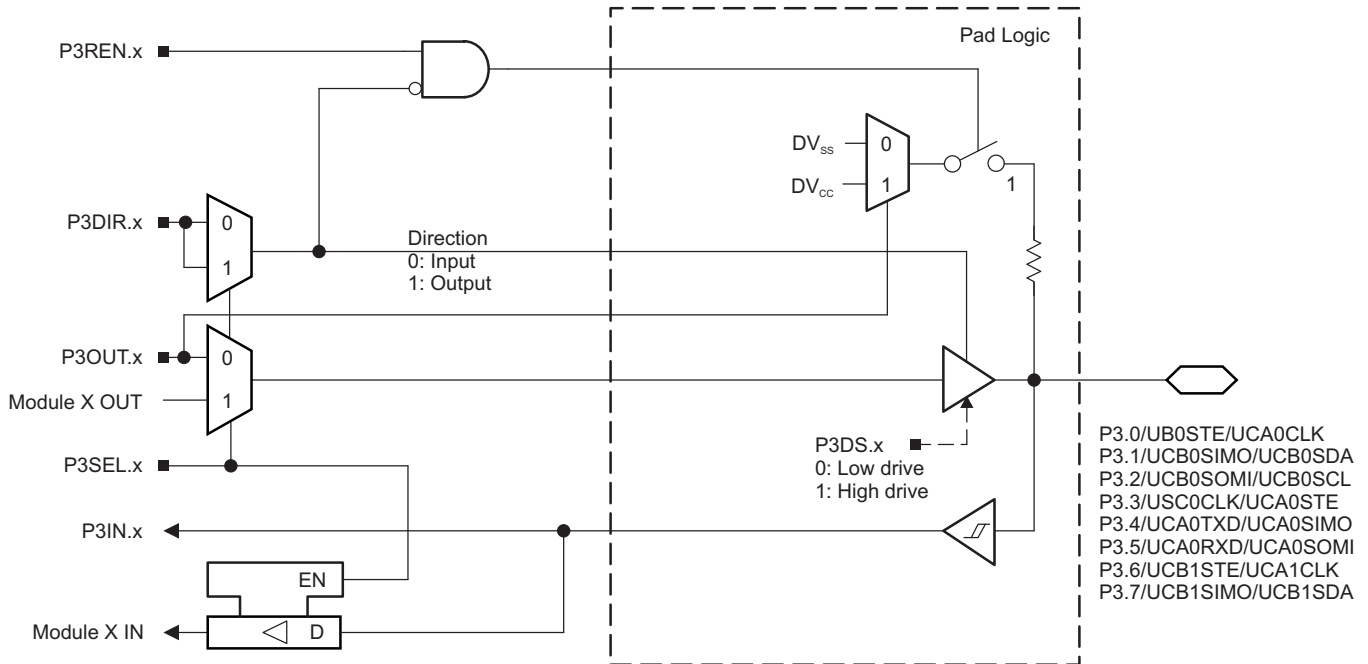 Pad Logic
P3REN.x
DVSS
0
DVCC
1
1
P3DIR.x
0
1
Direction
0: Input
1: Output
P3OUT.x
0
Module X OUT
1
P3DS.x
0: Low drive
1: High drive
P3SEL.x
P3.0/UB0STE/UCA0CLK
P3.1/UCB0SIMO/UCB0SDA
P3.2/UCB0SOMI/UCB0SCL
P3.3/USC0CLK/UCA0STE
P3.4/UCA0TXD/UCA0SIMO
P3.5/UCA0RXD/UCA0SOMI
P3.6/UCB1STE/UCA1CLK
P3.7/UCB1SIMO/UCB1SDA
P3IN.x
EN
Module X IN
D